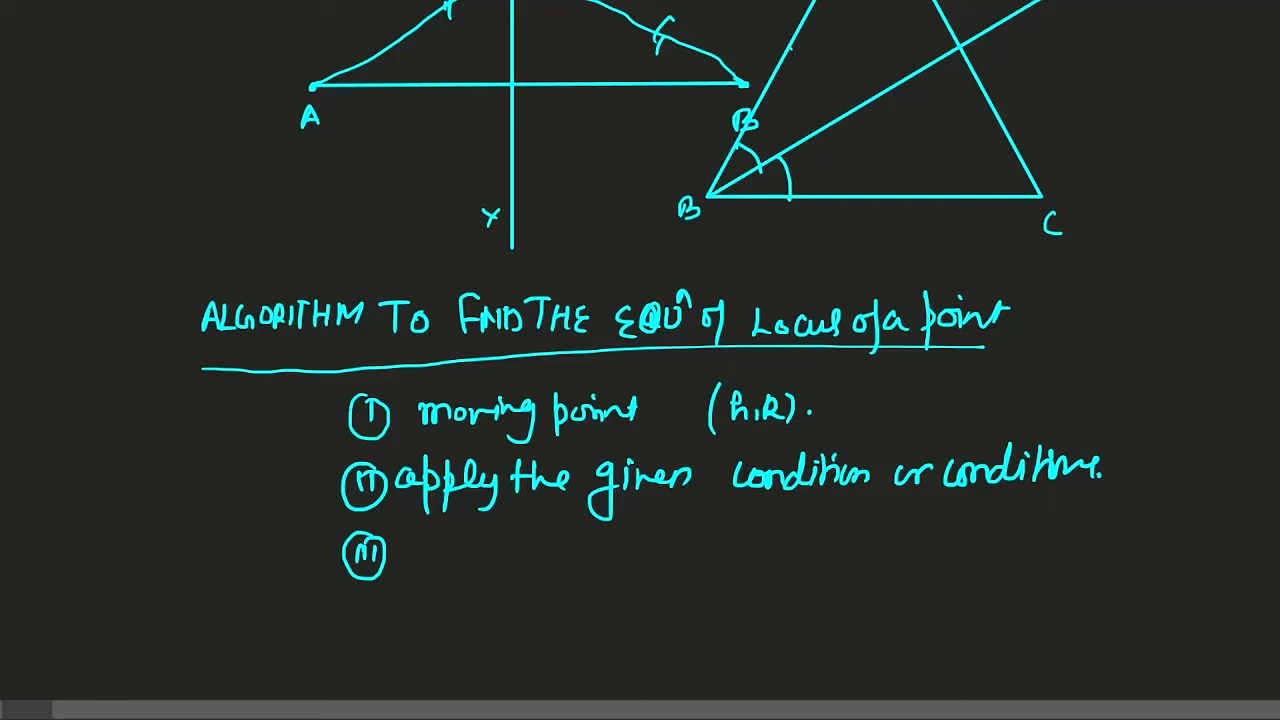 A
B
B
C
X
ALGORITHM TO FIND THE EQUⁿ of Locus of a point
I moving point (h,k).
II apply the given condition or conditions.
III